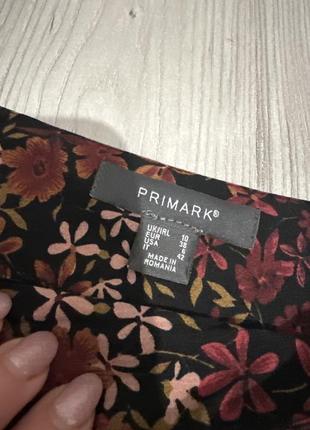 PRIMARK®
UK/IRL 10
EUR 38
USA 6
IT 42
MADE IN
ROMANIA